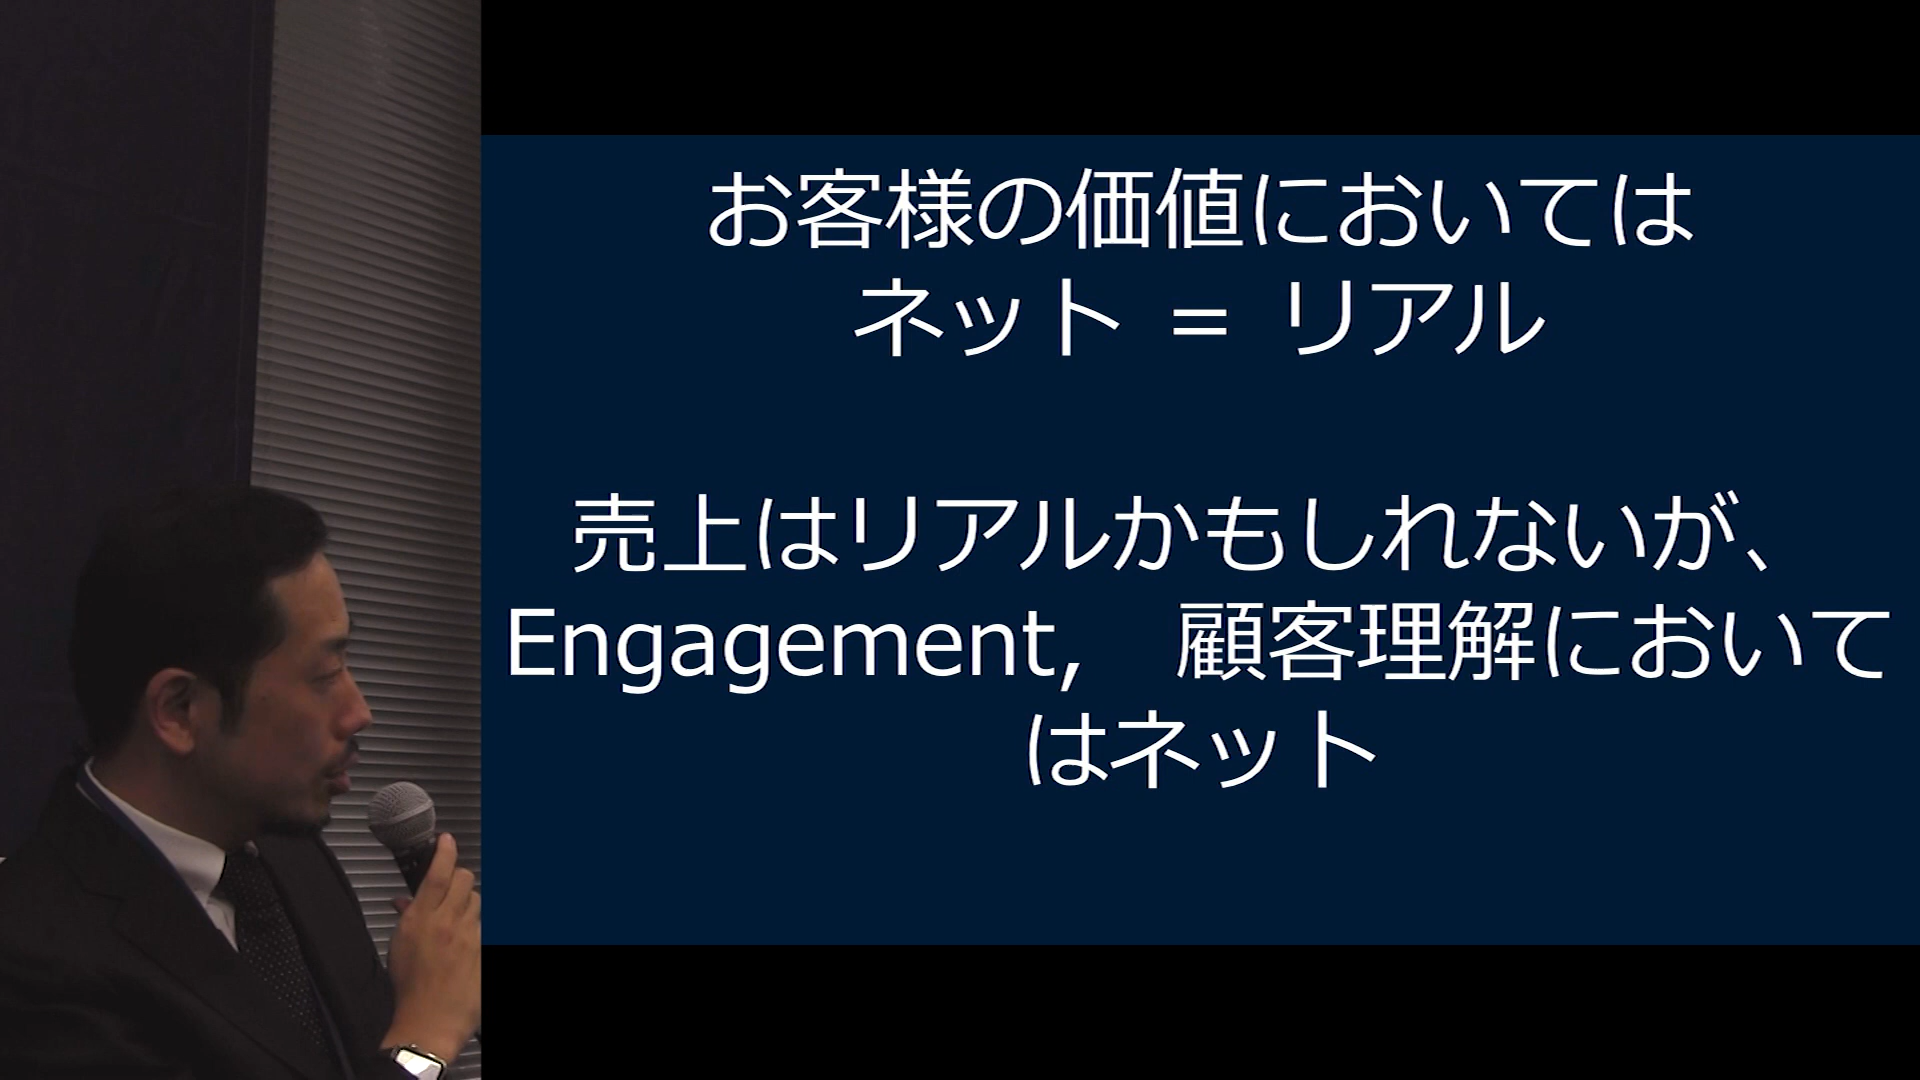 お客様の価値においては
ネット = リアル
売上はリアルかもしれないが、
Engagement,　顧客理解において
はネット